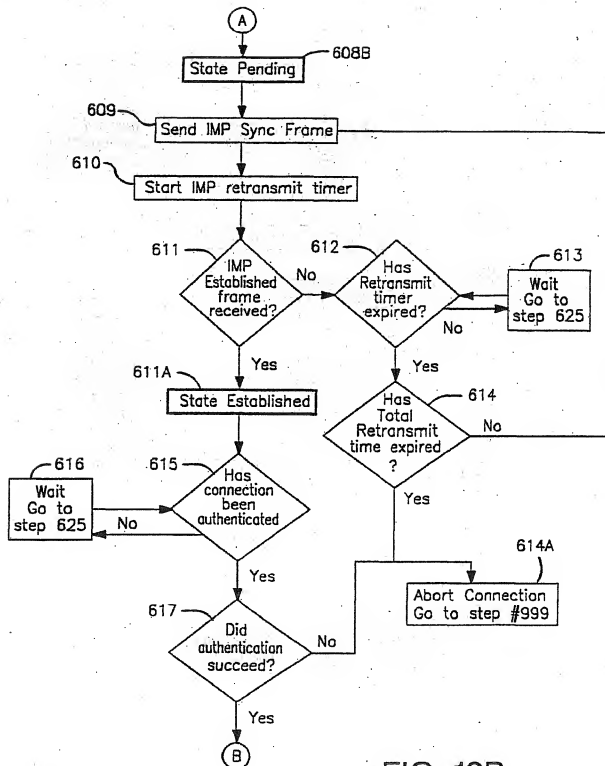 A
State Pending
608B
609
Send IMP Sync Frame
610
Start IMP retransmit timer
611
IMP
Established
frame
received?
No
612
Has
Retransmit
timer
expired?
613
Wait
Go to
step 625
No
Yes
Yes
611A
State Established
614
Has
Total
Retransmit
time expired
?
No
616
Wait
Go to
step 625
615
Has
connection
been
authenticated
No
Yes
Yes
614A
Abort Connection
Go to step #999
617
Did
authentication
succeed?
No
Yes
B